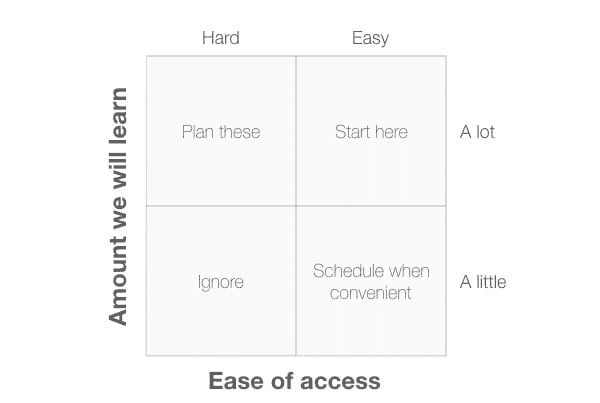 Hard
Easy
Amount we will learn
Plan these
Start here
A lot
Ignore
Schedule when
convenient
A little
Ease of access